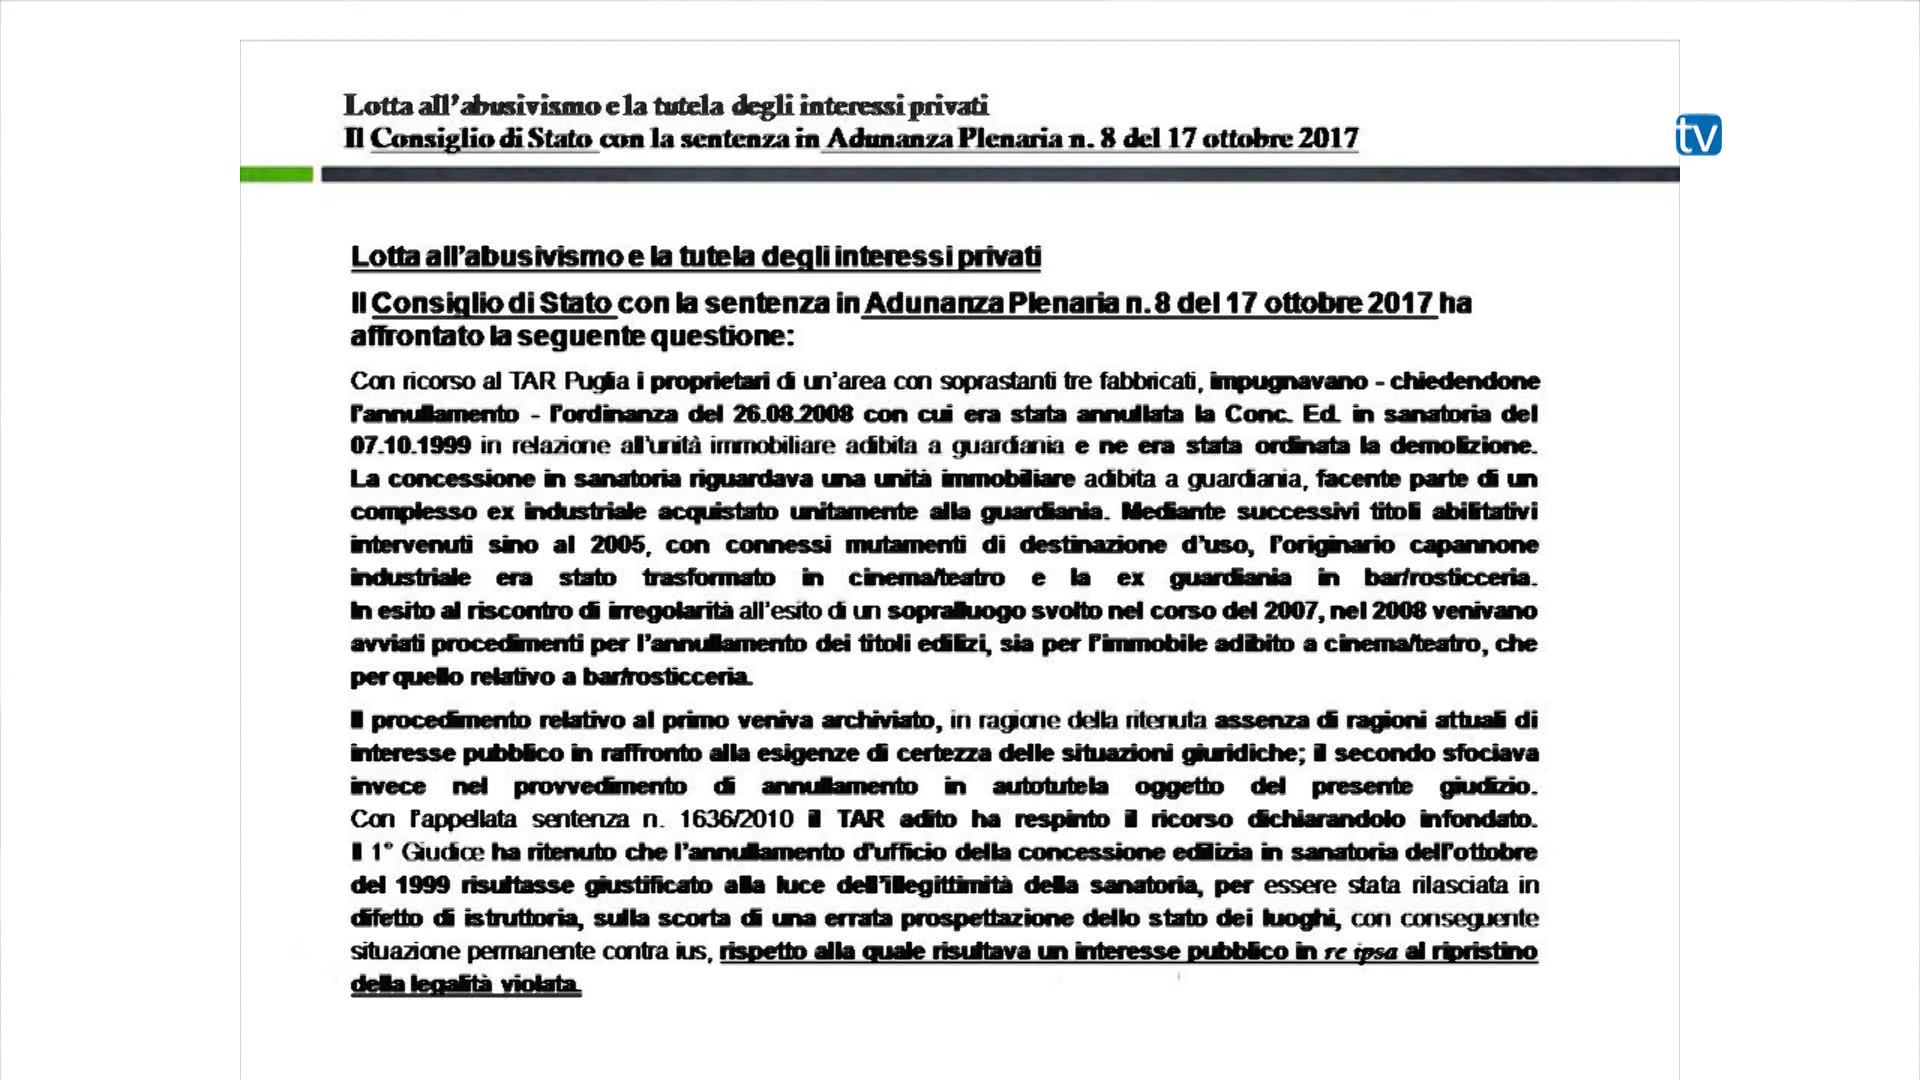 Lotta all'abusivismo e la tutela degli interessi privati
Il Consiglio di Stato con la sentenza in Adunanza Plenaria n. 8 del 17 ottobre 2017
tv
Lotta all'abusivismo e la tutela degli interessi privati
Il Consiglio di Stato con la sentenza in Adunanza Plenaria n. 8 del 17 ottobre 2017 ha
affrontato la seguente questione:
Con ricorso al TAR Puglia i proprietari di un'area con soprastanti tre fabbricati, impugnavano - chiedendone
l'annullamento - l'ordinanza del 26.08.2008 con cui era stata annullata la Conc. Ed. in sanatoria del
07.10.1999 in relazione all'unità immobiliare adibita a guardiania e ne era stata ordinata la demolizione.
La concessione in sanatoria riguardava una unità immobiliare adibita a guardiania, facente parte di un
complesso ex industriale acquistato unitamente alla guardiania. Mediante successivi titoli abilitativi
intervenuti sino al 2005, con connessi mutamenti di destinazione d'uso, l'originario capannone
industriale era stato trasformato in cinema/teatro e la ex guardiania in bar/rosticceria.
In esito al riscontro di irregolarità all'esito di un sopralluogo svolto nel corso del 2007, nel 2008 venivano
avviati procedimenti per l'annullamento dei titoli edilizi, sia per l'immobile adibito a cinema/teatro, che
per quello relativo a bar/rosticceria.
Il procedimento relativo al primo veniva archiviato, in ragione della ritenuta assenza di ragioni attuali di
interesse pubblico in raffronto alla esigenze di certezza delle situazioni giuridiche; il secondo sfociava
invece nel provvedimento di annullamento in autotutela oggetto del presente giudizio.
Con l'appellata sentenza n. 1636/2010 il TAR adito ha respinto il ricorso dichiarandolo infondato.
Il 1° Giudice ha ritenuto che l'annullamento d'ufficio della concessione edilizia in sanatoria dell'ottobre
del 1999 risultasse giustificato alla luce dell'illegittimità della sanatoria, per essere stata rilasciata in
difetto di istruttoria, sulla scorta di una errata prospettazione dello stato dei luoghi, con conseguente
situazione permanente contra ius, rispetto alla quale risultava un interesse pubblico in re ipsa al ripristino
della legalità violata.